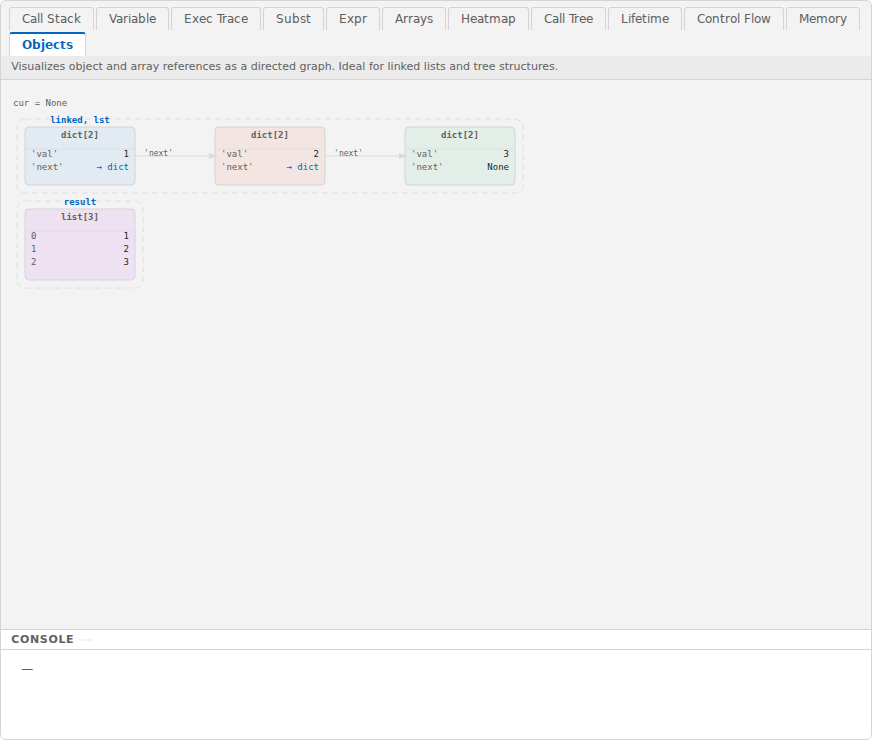 Call Stack Variable Exec Trace Subst Expr Arrays Heatmap Call Tree Lifetime Control Flow Memory
Objects
Visualizes object and array references as a directed graph. Ideal for linked lists and tree structures.
cur = None
linked, lst
dict[2] dict[2] dict[2]
'val' 1 'next' 'val' 2 'next' 'val' 3
'next' → dict 'next' → dict 'next' None
result
list[3]
0 1
1 2
2 3
CONSOLE —
—